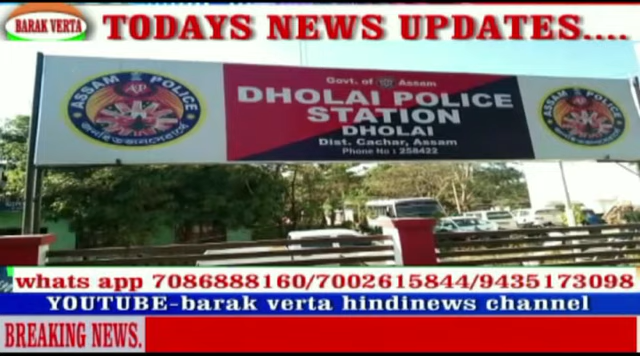 BARAK VERTA
TODAYS NEWS UPDATES....
ASSAM POLICE
AP
Govt. of Assam
DHOLAI POLICE
STATION
DHOLAI
Dist. Cachar, Assam
Phone No : 258422
ASSAM POLICE
whats app 7086888160/7002615844/9435173098
YOUTUBE-barak verta hindinews channel
BREAKING NEWS.